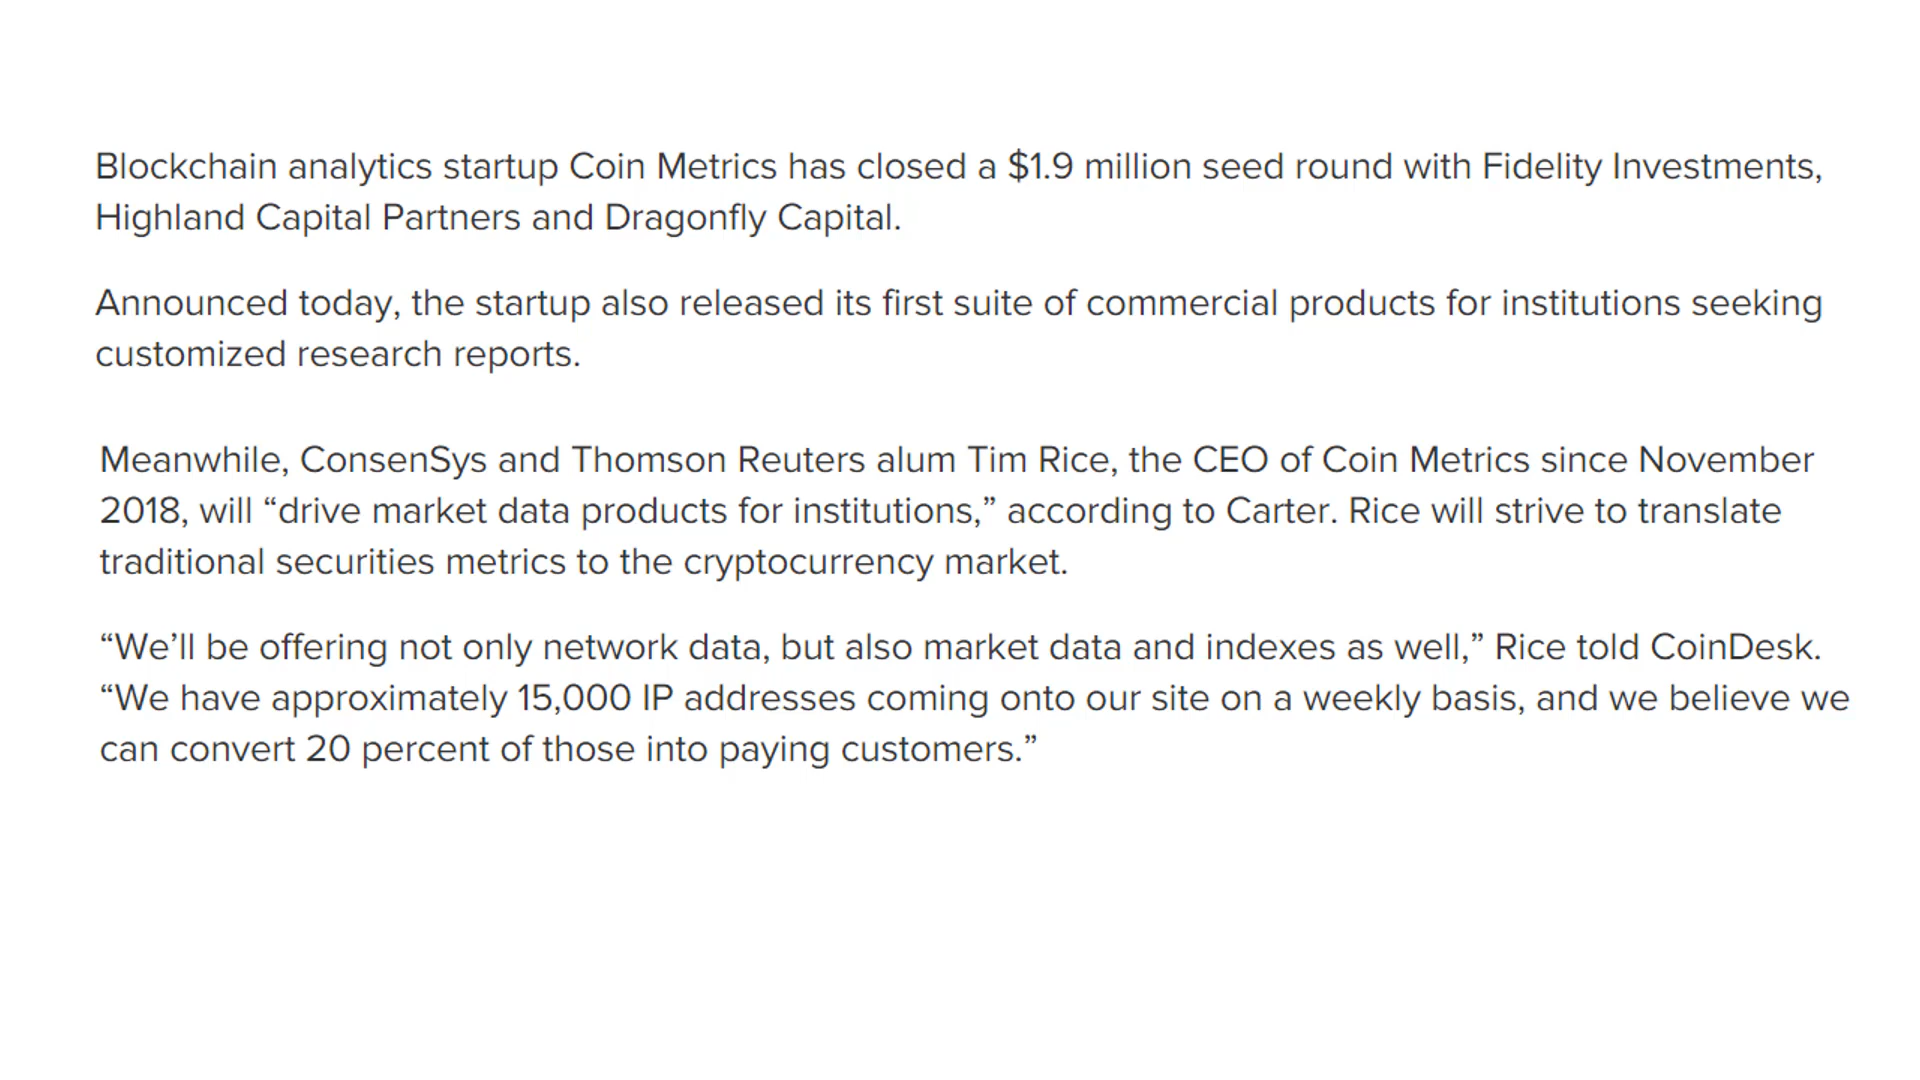 Blockchain analytics startup Coin Metrics has closed a $1.9 million seed round with Fidelity Investments,
Highland Capital Partners and Dragonfly Capital.
Announced today, the startup also released its first suite of commercial products for institutions seeking
customized research reports.
Meanwhile, ConsenSys and Thomson Reuters alum Tim Rice, the CEO of Coin Metrics since November
2018, will “drive market data products for institutions,” according to Carter. Rice will strive to translate
traditional securities metrics to the cryptocurrency market.
“We’ll be offering not only network data, but also market data and indexes as well,” Rice told CoinDesk.
“We have approximately 15,000 IP addresses coming onto our site on a weekly basis, and we believe we
can convert 20 percent of those into paying customers.”